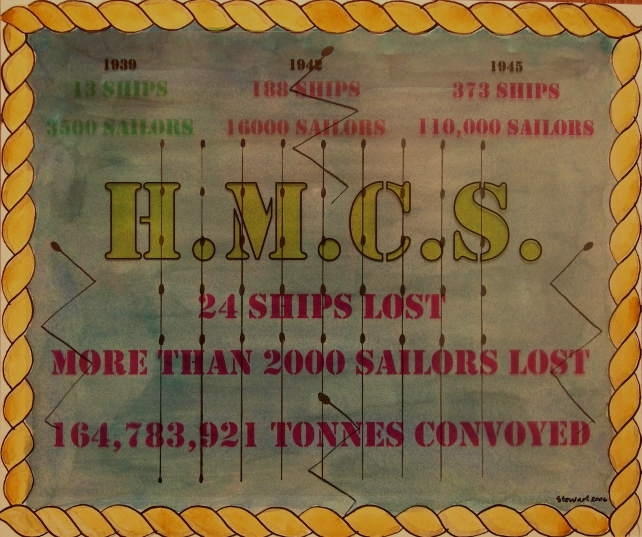 1939 1942 1945
13 SHIPS 188 SHIPS 373 SHIPS
3500 SAILORS 16000 SAILORS 110,000 SAILORS
H.M.C.S.
24 SHIPS LOST
MORE THAN 2000 SAILORS LOST
164,783,921 TONNES CONVOYED
Stewart 2006